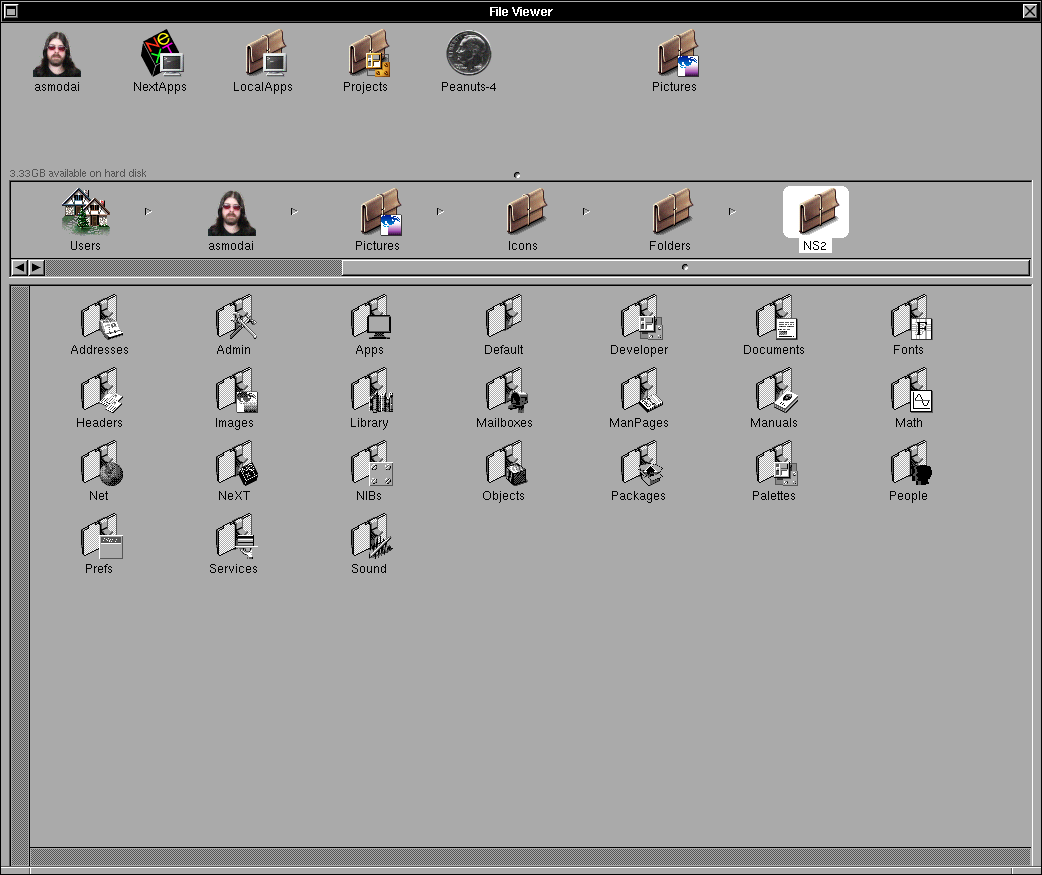 File Viewer
asmodai NextApps LocalApps Projects Peanuts-4 Pictures
3.33GB available on hard disk
Users asmodai Pictures Icons Folders NS2
Addresses Admin Apps Default Developer Documents Fonts
Headers Images Library Mailboxes ManPages Manuals Math
Net NeXT NIBs Objects Packages Palettes People
Prefs Services Sound